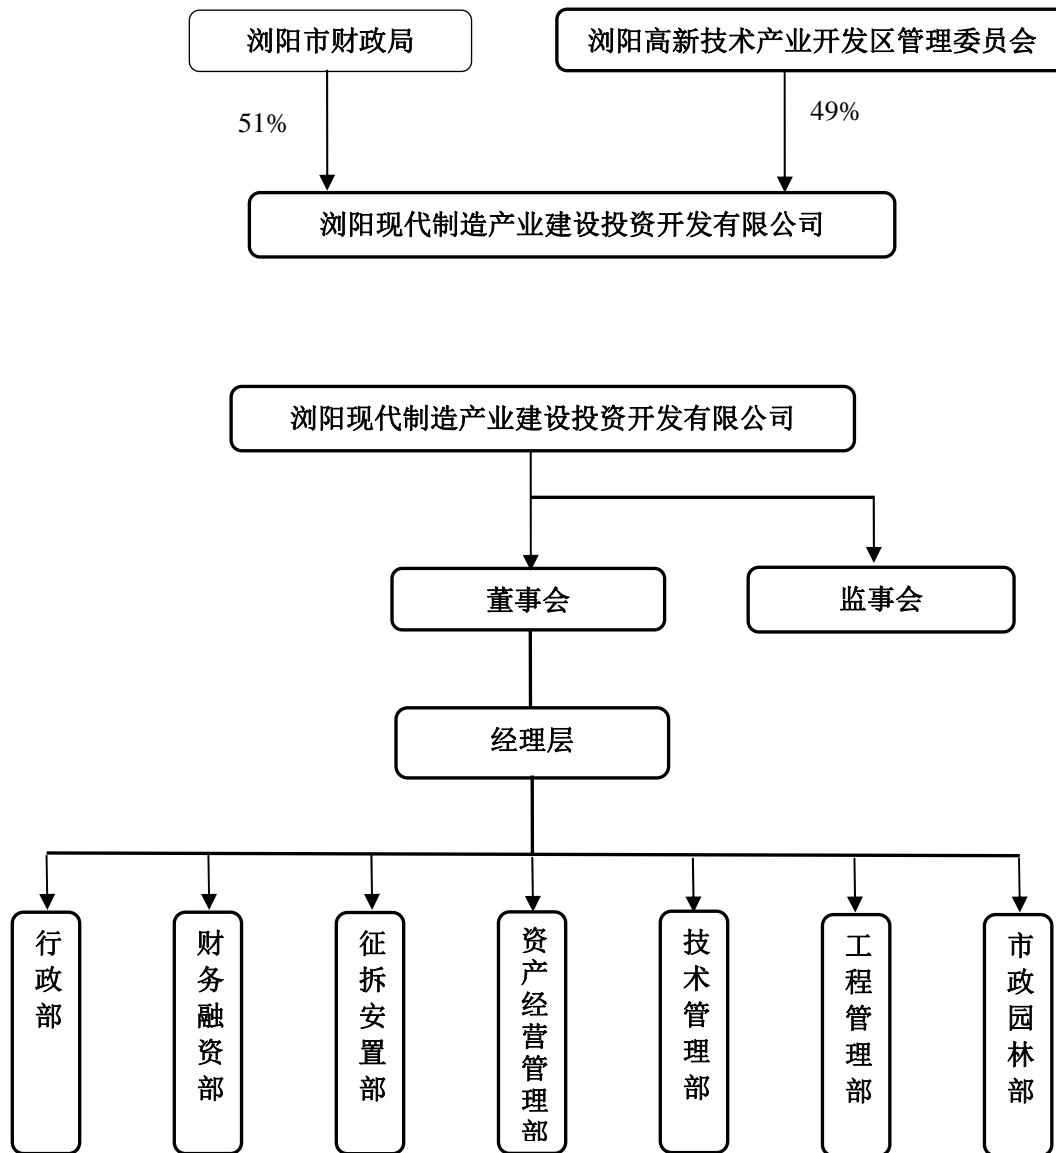 浏阳市财政局
浏阳高新技术产业开发区管理委员会
51%
49%
浏阳现代制造产业建设投资开发有限公司
浏阳现代制造产业建设投资开发有限公司
董事会
监事会
经理层
行政部
财务融资部
征拆安置部
资产经营管理部
技术管理部
工程管理部
市政园林部